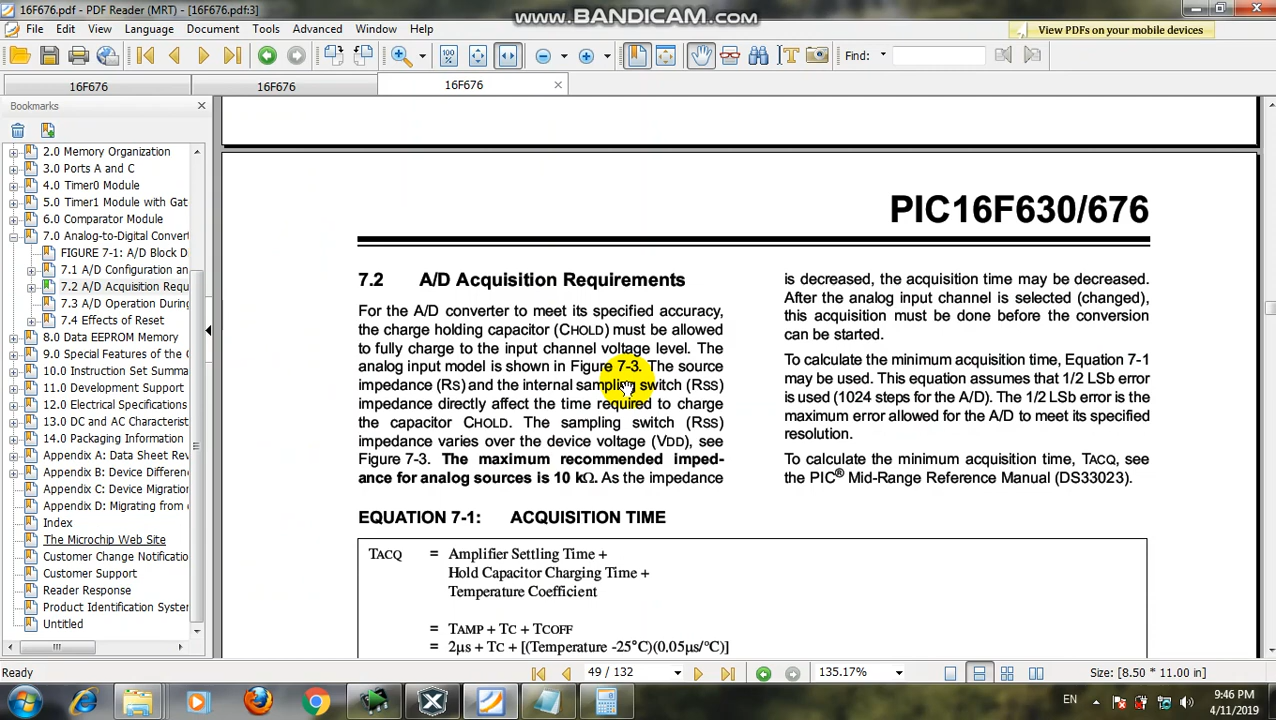 16F676.pdf - PDF Reader (MRT) - [16F676.pdf:3]
www.BANDICAM.com
File Edit View Language Document Tools Advanced Window Help
View PDFs on your mobile devices
Find:
16F676 16F676 16F676
Bookmarks
2.0 Memory Organization
3.0 Ports A and C
4.0 Timer0 Module
5.0 Timer1 Module with Gat
6.0 Comparator Module
7.0 Analog-to-Digital Convert
FIGURE 7-1: A/D Block D
7.1 A/D Configuration an
7.2 A/D Acquisition Requ
7.3 A/D Operation During
7.4 Effects of Reset
8.0 Data EEPROM Memory
9.0 Special Features of the C
10.0 Instruction Set Summa
11.0 Development Support
12.0 Electrical Specifications
13.0 DC and AC Characterist
14.0 Packaging Information
Appendix A: Data Sheet Rev
Appendix B: Device Differenc
Appendix C: Device Migration
Appendix D: Migrating from o
Index
The Microchip Web Site
Customer Change Notificatio
Customer Support
Reader Response
Product Identification System
Untitled
PIC16F630/676
7.2 A/D Acquisition Requirements
For the A/D converter to meet its specified accuracy,
the charge holding capacitor (CHOLD) must be allowed
to fully charge to the input channel voltage level. The
analog input model is shown in Figure 7-3. The source
impedance (RS) and the internal sampling switch (RSS)
impedance directly affect the time required to charge
the capacitor CHOLD. The sampling switch (RSS)
impedance varies over the device voltage (VDD), see
Figure 7-3. The maximum recommended imped-
ance for analog sources is 10 kΩ. As the impedance
is decreased, the acquisition time may be decreased.
After the analog input channel is selected (changed),
this acquisition must be done before the conversion
can be started.
To calculate the minimum acquisition time, Equation 7-1
may be used. This equation assumes that 1/2 LSb error
is used (1024 steps for the A/D). The 1/2 LSb error is the
maximum error allowed for the A/D to meet its specified
resolution.
To calculate the minimum acquisition time, TACQ, see
the PIC® Mid-Range Reference Manual (DS33023).
EQUATION 7-1: ACQUISITION TIME
TACQ = Amplifier Settling Time +
Hold Capacitor Charging Time +
Temperature Coefficient
= TAMP + TC + TCOFF
= 2μs + TC + [(Temperature -25°C)(0.05μs/°C)]
Ready
49 / 132
135.17%
Size: [8.50 * 11.00 in]
EN
9:46 PM
4/11/2019